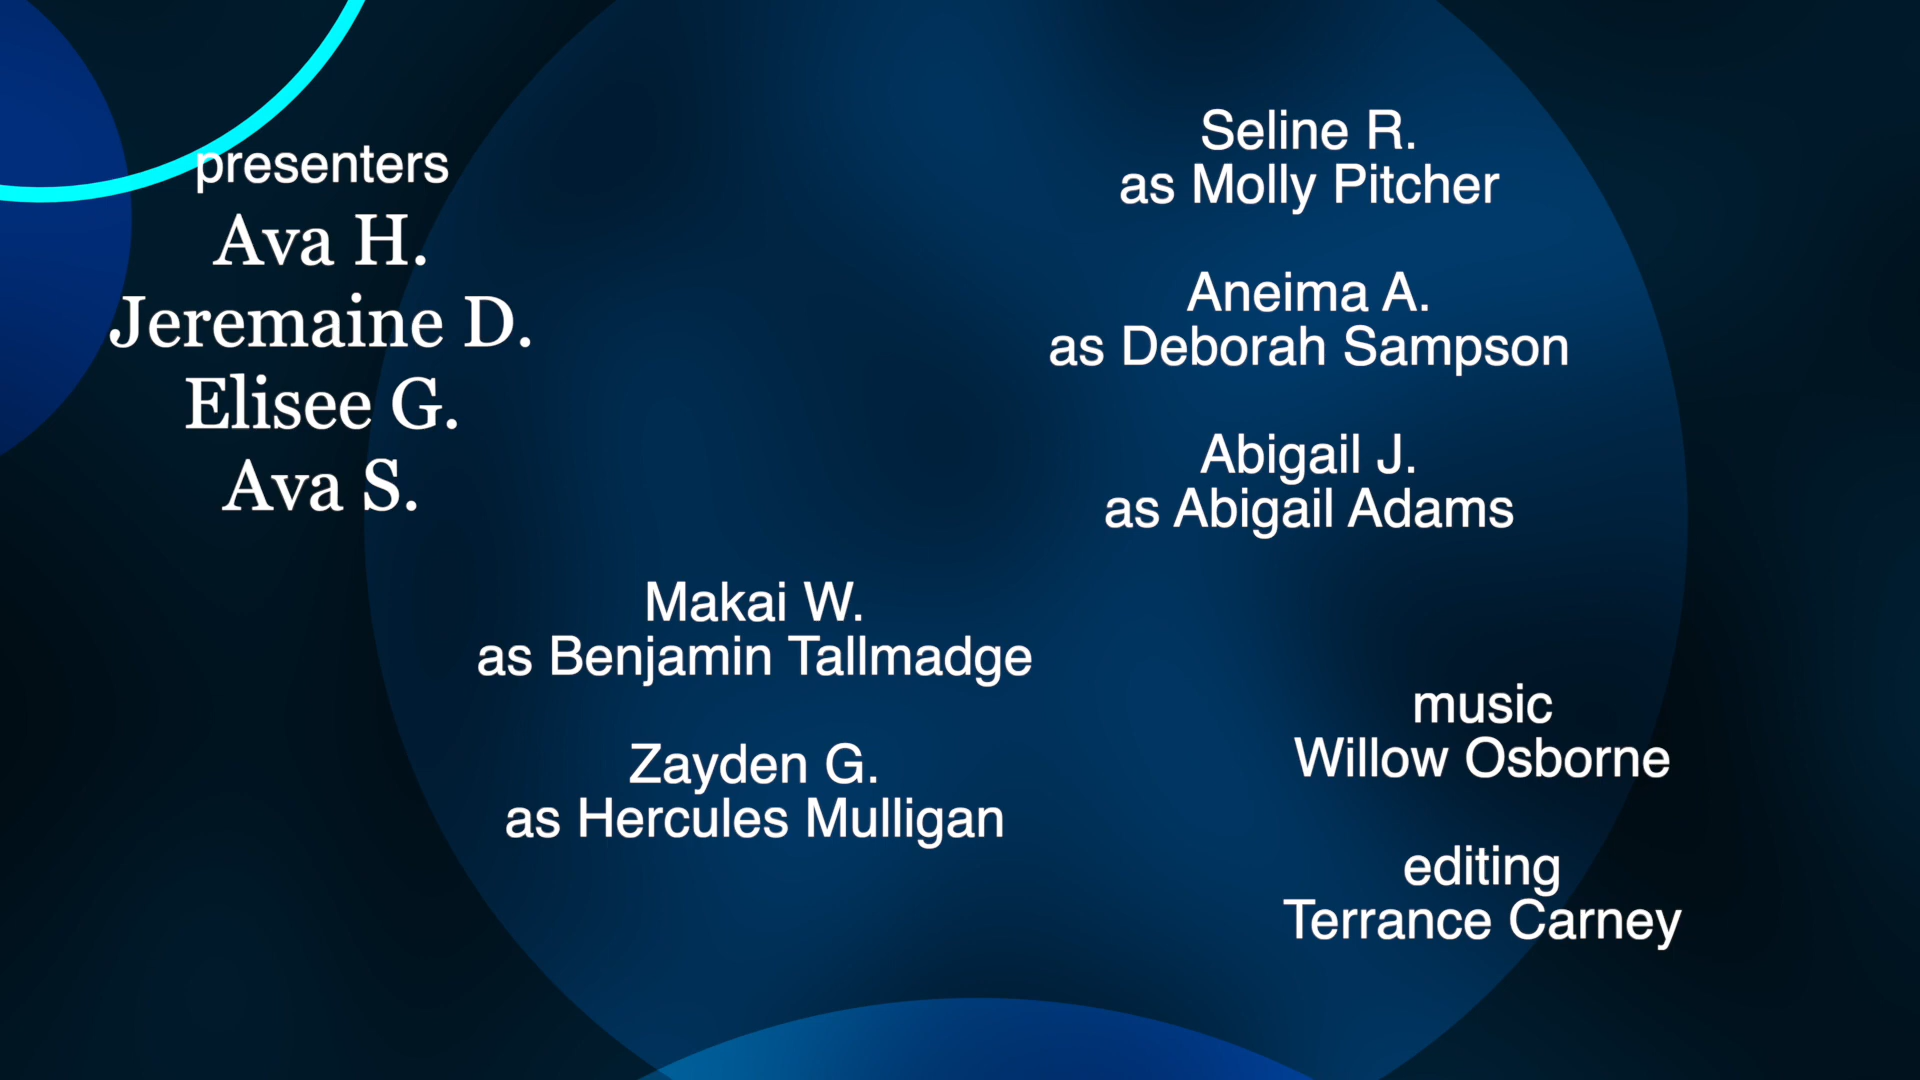 presenters
Ava H.
Jeremaine D.
Elisee G.
Ava S.
Seline R.
as Molly Pitcher
Aneima A.
as Deborah Sampson
Abigail J.
as Abigail Adams
Makai W.
as Benjamin Tallmadge
Zayden G.
as Hercules Mulligan
music
Willow Osborne
editing
Terrance Carney